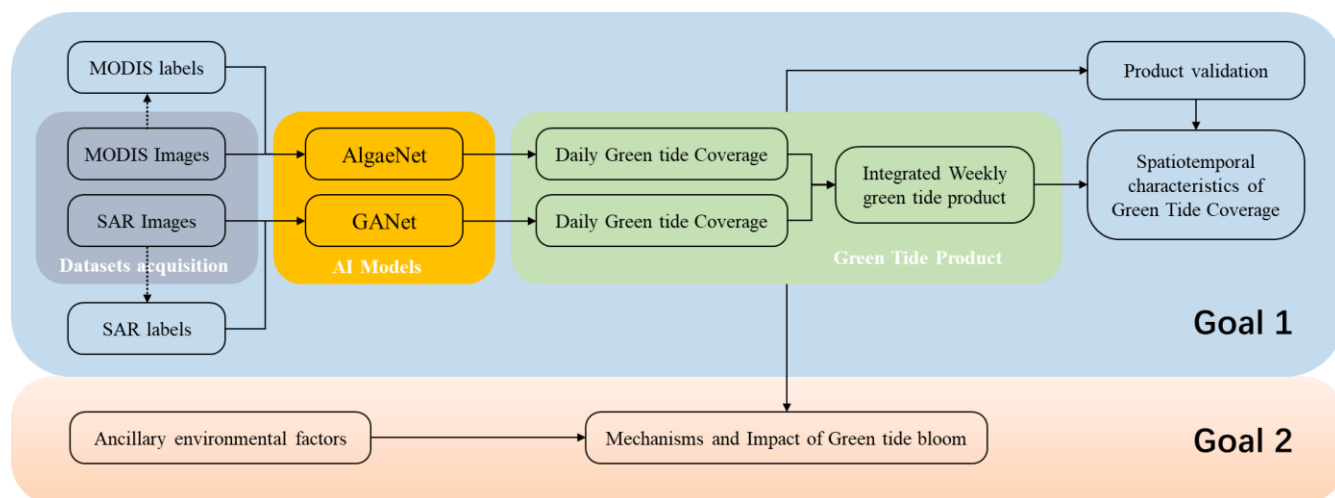 MODIS labels
Product validation
MODIS Images
AlgaeNet
Daily Green tide Coverage
Integrated Weekly
green tide product
Spatiotemporal
characteristics of
Green Tide Coverage
SAR Images
GANet
Daily Green tide Coverage
Datasets acquisition
AI Models
Green Tide Product
SAR labels
Goal 1
Ancillary environmental factors
Mechanisms and Impact of Green tide bloom
Goal 2